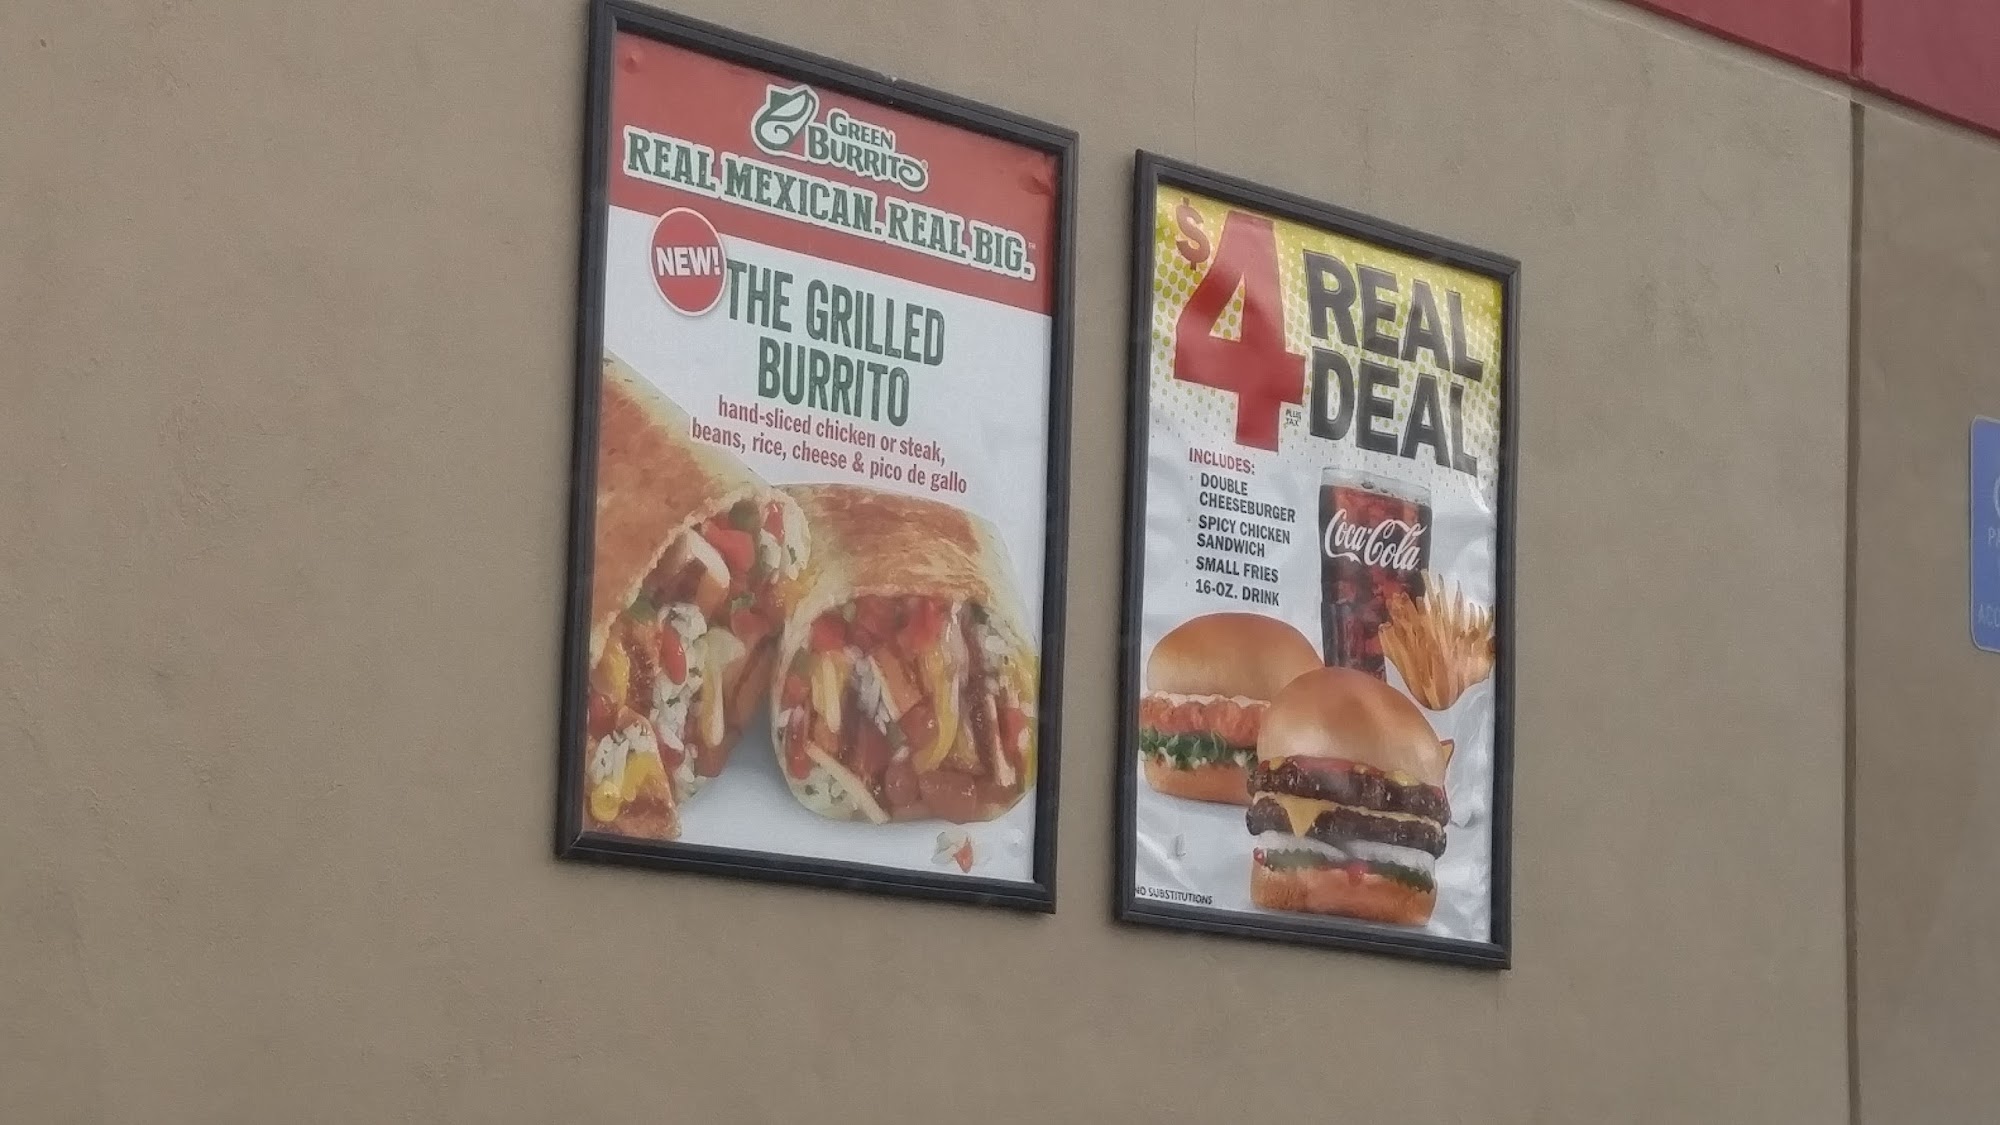 GREEN
BURRITO
REAL MEXICAN. REAL BIG.
NEW!
THE GRILLED
BURRITO
hand-sliced chicken or steak,
beans, rice, cheese & pico de gallo
$4
REAL
DEAL
PLUS
TAX
INCLUDES:
DOUBLE
CHEESEBURGER
SPICY CHICKEN
SANDWICH
SMALL FRIES
16-OZ. DRINK
Coca-Cola
NO SUBSTITUTIONS